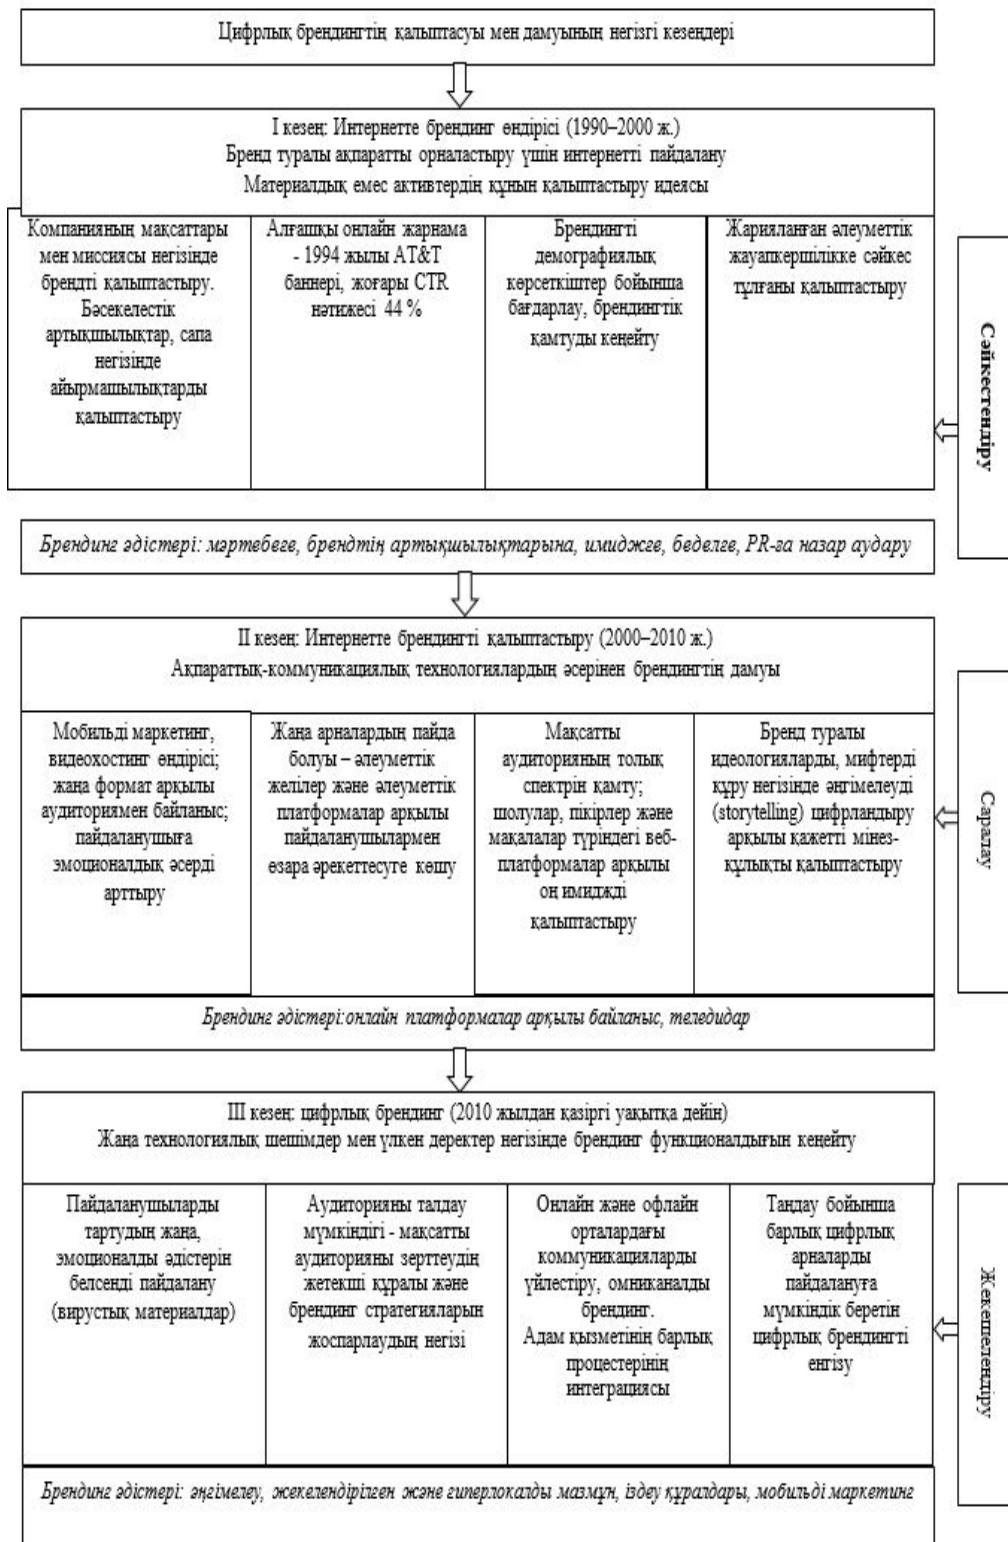 Цифрлық брендингтің қалыптасуы мен дамуының негізгі кезеңдері
I кезең: Интернетте брендинг өндірісі (1990–2000 ж.)
Бренд туралы ақпаратты орналастыру үшін интернетті пайдалану
Материалдық емес активтердің құнын қалыптастыру идеясы
Компанияның мақсаттары
мен миссиясы негізінде
брендті қалыптастыру.
Бәсекелестік
артықшылықтар, сапа
негізінде
айырмашылықтарды
қалыптастыру
Алғашқы онлайн жарнама
- 1994 жылы AT&T
баннері, жоғары CTR
нәтижесі 44 %
Брендингті
демографиялық
көрсеткіштер бойынша
бағдарлау, брендингтік
қамтуды кеңейту
Жарияланған әлеуметтік
жауапкершілікке сәйкес
тұлғаны қалыптастыру
Сәйкестендіру
Брендинг әдістері: мәртебеге, брендтің артықшылықтарына, имиджге, беделге, PR-ға назар аудару
II кезең: Интернетте брендингті қалыптастыру (2000–2010 ж.)
Ақпараттық-коммуникациялық технологиялардың әсерінен брендингтің дамуы
Мобильді маркетинг,
видеохостинг өндірісі;
жаңа формат арқылы
аудиториямен байланыс;
пайдаланушыға
эмоционалдық әсерді
арттыру
Жаңа арналардың пайда
болуы – әлеуметтік
желілер және әлеуметтік
платформалар арқылы
пайдаланушылармен
өзара әрекеттесуге көшу
Мақсатты
аудиторияның толық
спектрін қамту;
шолулар, пікірлер және
мақалалар түріндегі веб-
платформалар арқылы
оң имиджді
қалыптастыру
Бренд туралы
идеологияларды, мифтерді
құру негізінде әңгімелеуді
(storytelling) цифрландыру
арқылы қажетті мінез-
құлықты қалыптастыру
Саралау
Брендинг әдістері:онлайн платформалар арқылы байланыс, теледидар
III кезең: цифрлық брендинг (2010 жылдан қазіргі уақытқа дейін)
Жаңа технологиялық шешімдер мен үлкен деректер негізінде брендинг функционалдығын кеңейту
Пайдаланушыларды
тартудың жаңа,
эмоционалды әдістерін
белсенді пайдалану
(вирустық материалдар)
Аудиторияны талдау
мүмкіндігі - мақсатты
аудиторияны зерттеудің
жетекші құралы және
брендинг стратегияларын
жоспарлаудың негізі
Онлайн және офлайн
орталардағы
коммуникацияларды
үйлестіру, омниканалды
брендинг.
Адам қызметінің барлық
процестерінің
интеграциясы
Таңдау бойынша
барлық цифрлық
арналарды
пайдалануға
мүмкіндік беретін
цифрлық брендингті
енгізу
Жекешелендіру
Брендинг әдістері: әңгімелеу, жекелендірілген және гиперлокалды мазмұн, іздеу құралдары, мобильді маркетинг